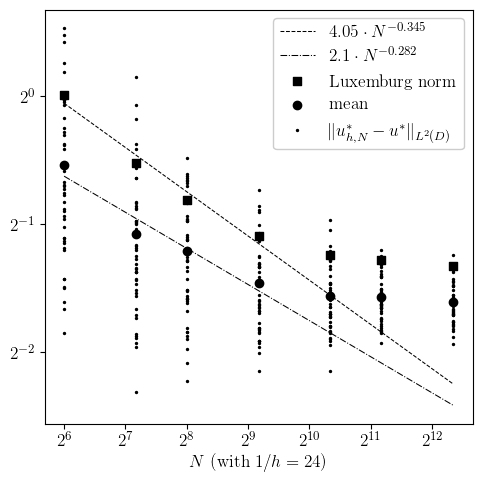 4.05 · N^{-0.345}
2.1 · N^{-0.282}
Luxemburg norm
mean
||u^*_{h,N} − u^*||_{L^2(D)}
2^0
2^{-1}
2^{-2}
2^6 2^7 2^8 2^9 2^{10} 2^{11} 2^{12}
N (with 1/h = 24)